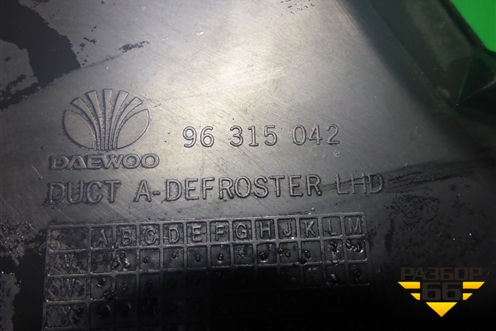 96 315 042
DAEWOO
DUCT A-DEFROSTER LHD
A B C D E F G H J K L M
РАЗБОР
66